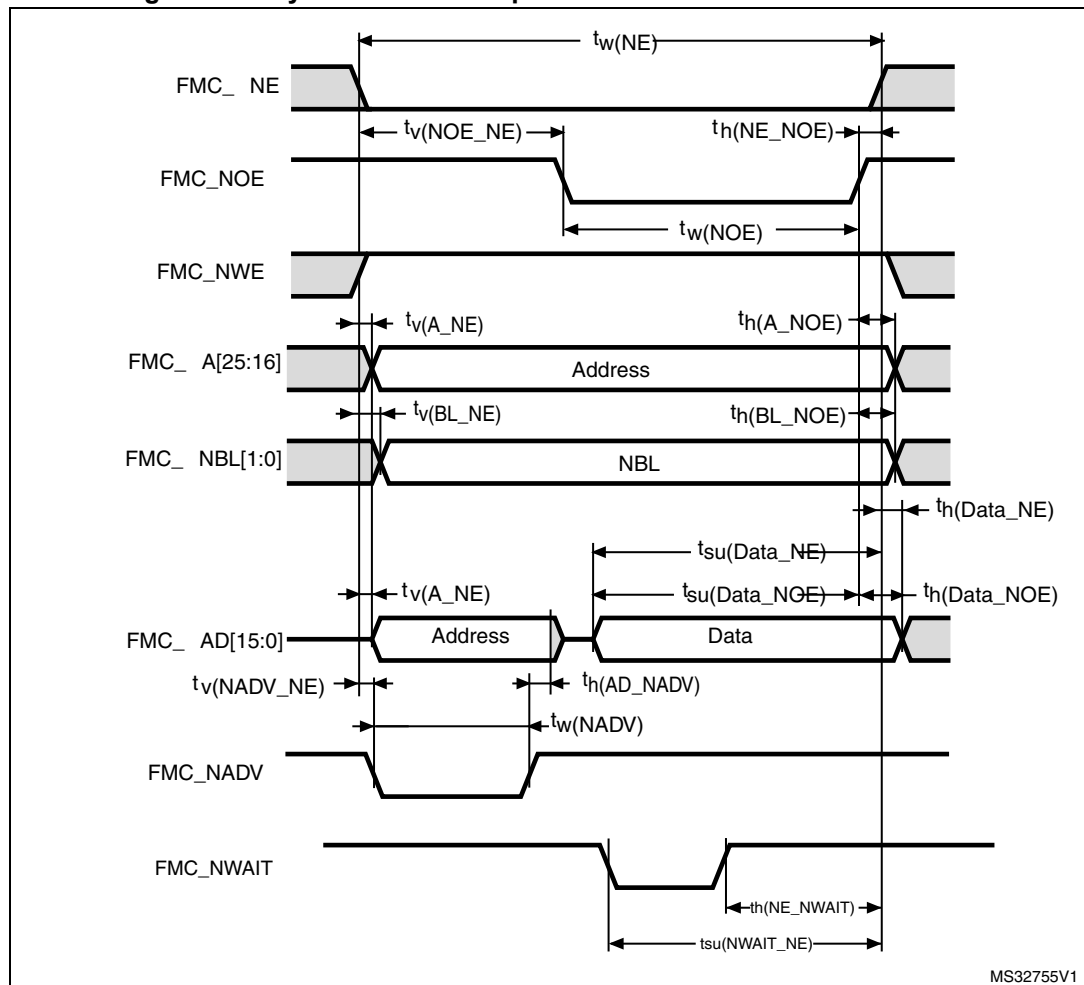 tw(NE)
FMC_ NE
tv(NOE_NE)
th(NE_NOE)
FMC_NOE
tw(NOE)
FMC_NWE
tv(A_NE)
th(A_NOE)
FMC_ A[25:16]
Address
tv(BL_NE)
th(BL_NOE)
FMC_ NBL[1:0]
NBL
th(Data_NE)
tsu(Data_NE)
tv(A_NE)
tsu(Data_NOE)
th(Data_NOE)
FMC_ AD[15:0]
Address
Data
tv(NADV_NE)
th(AD_NADV)
tw(NADV)
FMC_NADV
FMC_NWAIT
th(NE_NWAIT)
tsu(NWAIT_NE)
MS32755V1